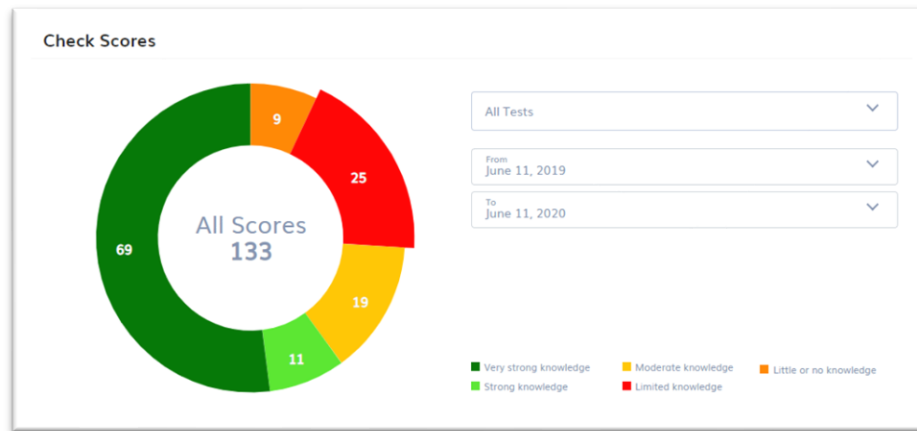 Check Scores
9
25
69
All Scores
133
19
11
All Tests
From
June 11, 2019
To
June 11, 2020
Very strong knowledge
Moderate knowledge
Little or no knowledge
Strong knowledge
Limited knowledge